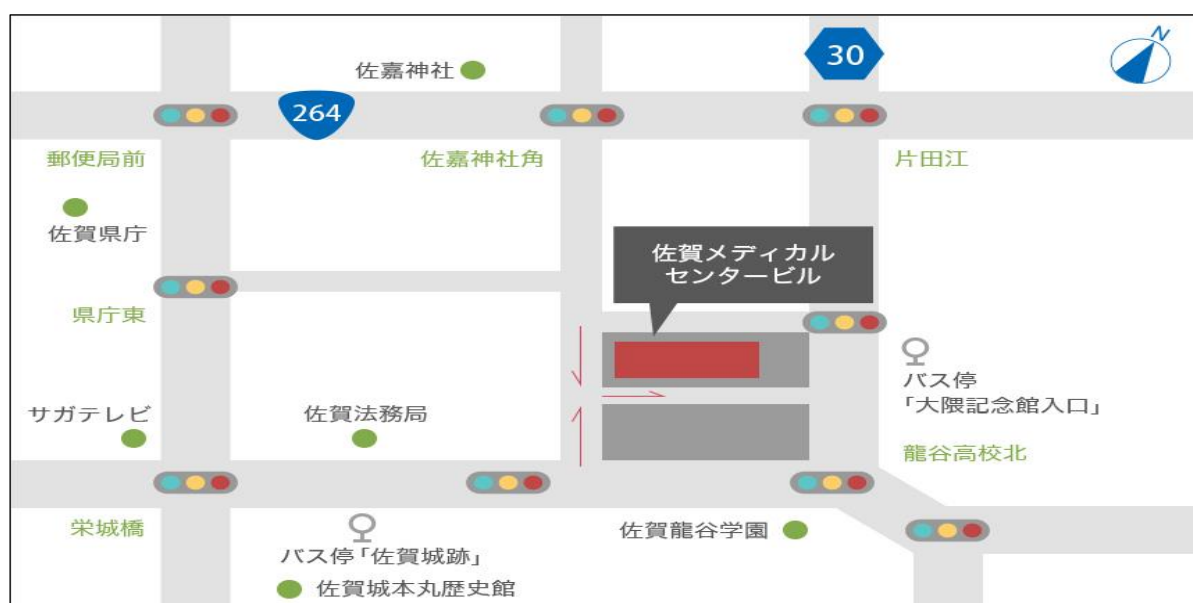 N
30
佐嘉神社
264
郵便局前
佐嘉神社角
片田江
佐賀県庁
佐賀メディカル
センタービル
県庁東
バス停
「大隈記念館入口」
サガテレビ
佐賀法務局
龍谷高校北
栄城橋
佐賀龍谷学園
バス停「佐賀城跡」
佐賀城本丸歴史館